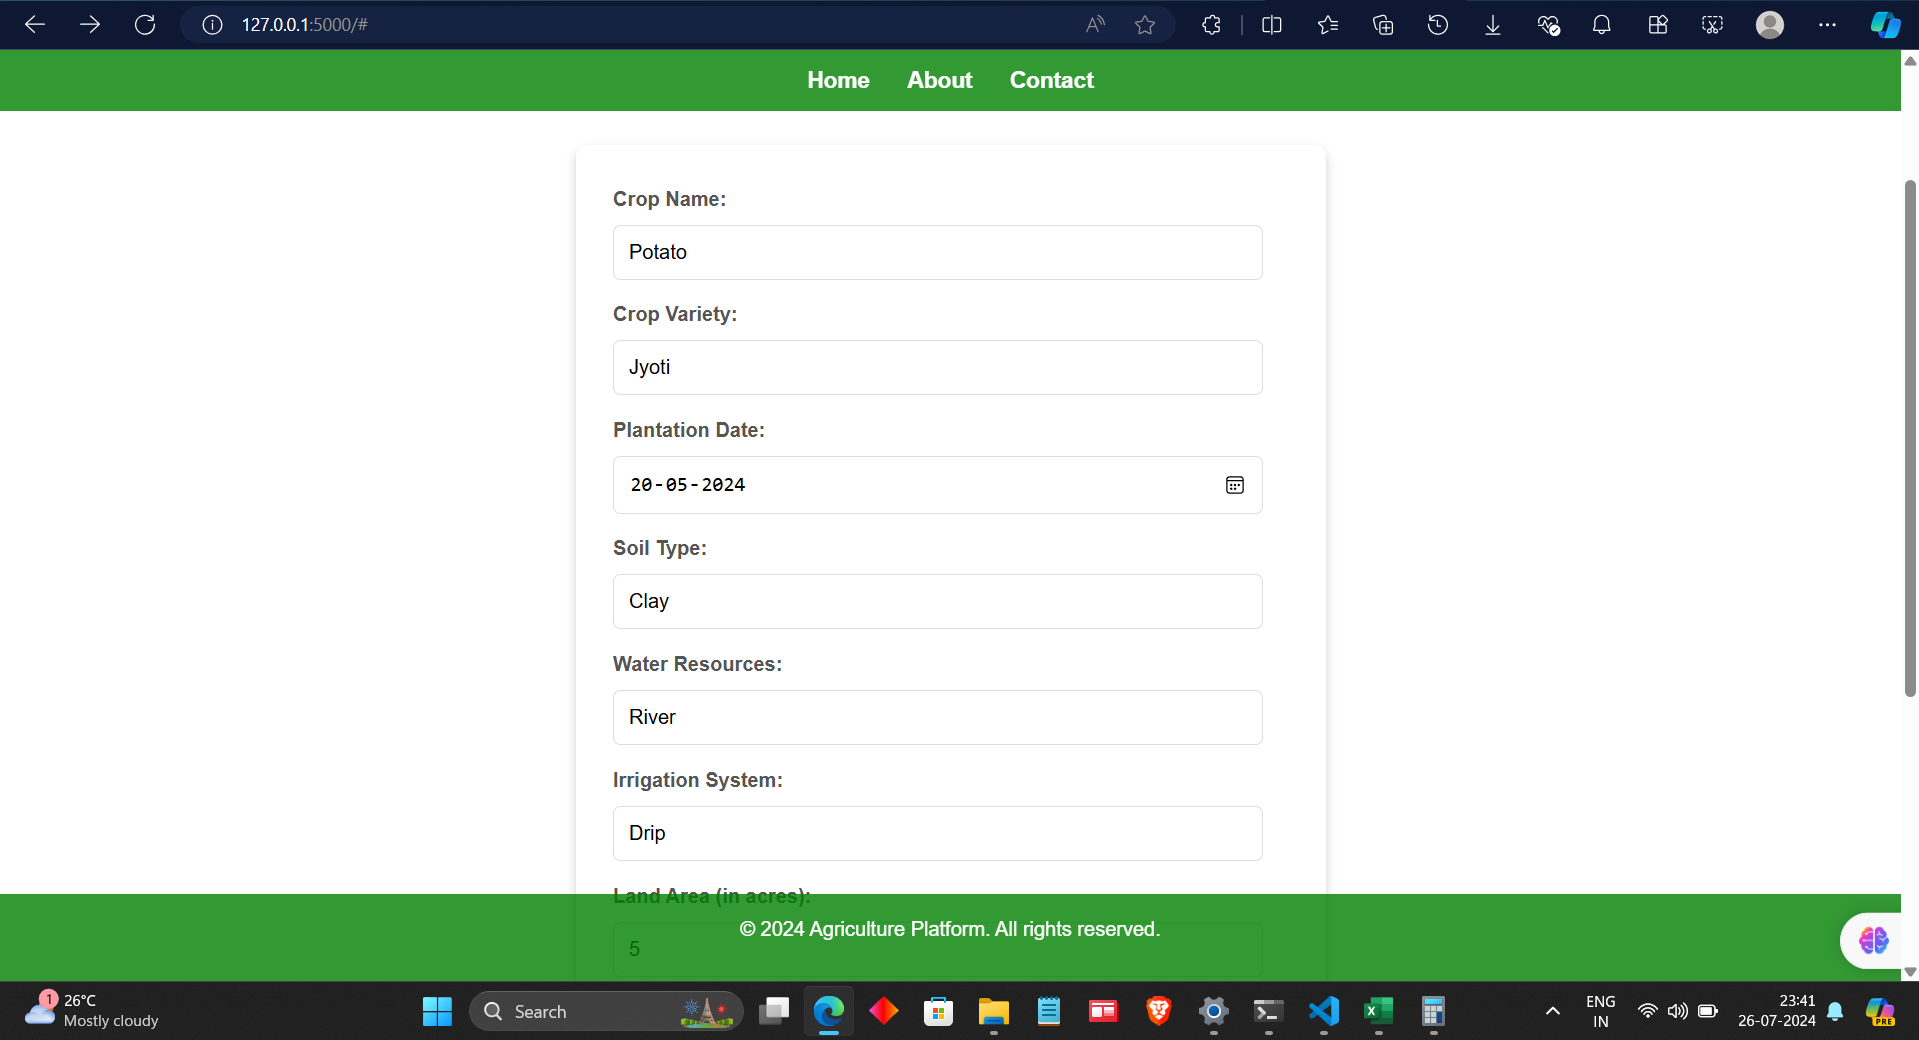 127.0.0.1:5000/#
Home About Contact
Crop Name:
Potato
Crop Variety:
Jyoti
Plantation Date:
20-05-2024
Soil Type:
Clay
Water Resources:
River
Irrigation System:
Drip
Land Area (in acres):
© 2024 Agriculture Platform. All rights reserved.
5
1
26°C
Mostly cloudy
Search
ENG
IN
23:41
26-07-2024
PRE